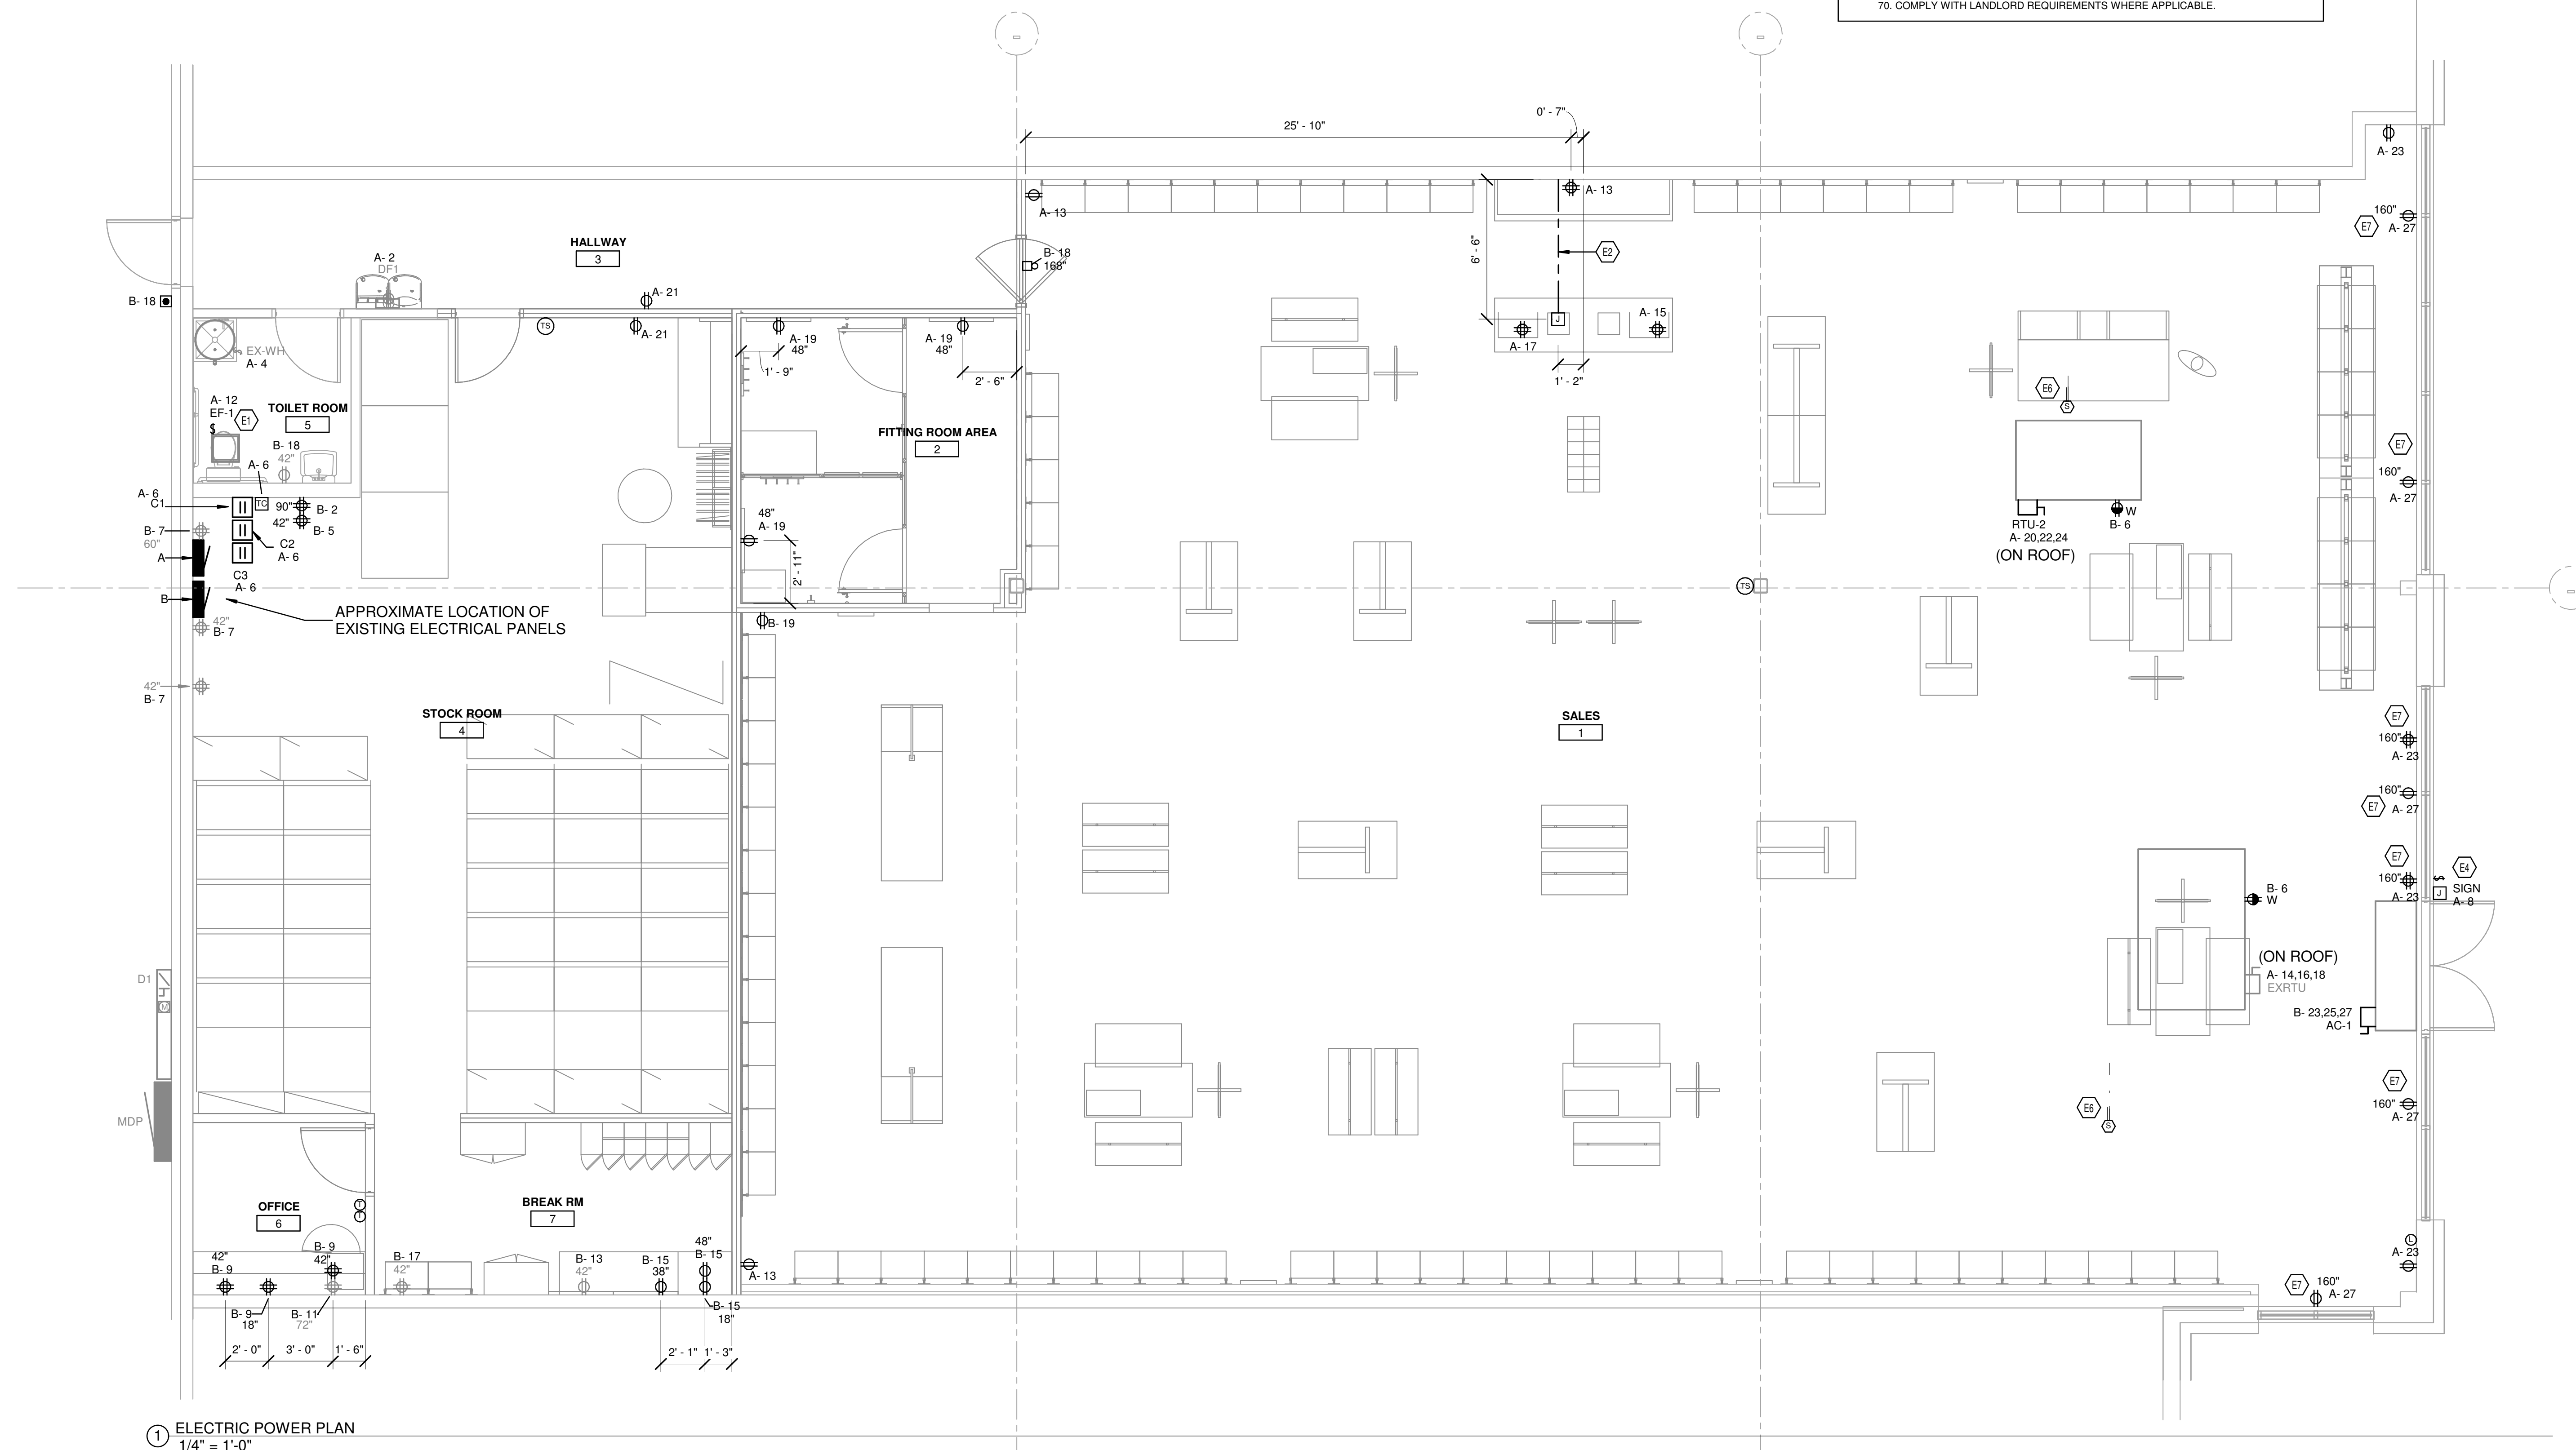 70. COMPLY WITH LANDLORD REQUIREMENTS WHERE APPLICABLE.
25' - 10"
0' - 7"
A- 23
A- 13
A- 13
160"
E7
A- 27
HALLWAY
3
A- 2
DF1
B- 18
168"
6' - 6"
E2
B- 18
A- 21
A- 21
TS
A- 19
48"
A- 19
48"
1' - 9"
2' - 6"
J
A- 15
A- 17
1' - 2"
EX-WH
A- 4
A- 12
EF-1
E1
TOILET ROOM
5
B- 18
42"
A- 6
FITTING ROOM AREA
2
E6
S
E7
160"
A- 27
A- 6
C1
TC
90"
B- 2
42"
B- 5
B- 7
60"
C2
A- 6
A
C3
A- 6
B
48"
A- 19
2' - 11"
RTU-2
A- 20,22,24
(ON ROOF)
W
B- 6
TS
APPROXIMATE LOCATION OF
EXISTING ELECTRICAL PANELS
42"
B- 7
B- 19
42"
B- 7
STOCK ROOM
4
SALES
1
E7
160"
A- 23
160"
E7
A- 27
E7
160"
A- 23
E4
J
SIGN
A- 8
B- 6
W
(ON ROOF)
A- 14,16,18
EXRTU
B- 23,25,27
AC-1
D1
M
MDP
E7
160"
A- 27
E6
S
OFFICE
6
T
T
BREAK RM
7
42"
B- 9
B- 9
42"
B- 17
42"
B- 13
42"
B- 15
38"
48"
B- 15
A- 13
L
A- 23
E7
160"
A- 27
B- 9
18"
B- 11
72"
B- 15
18"
2' - 0"
3' - 0"
1' - 6"
2' - 1"
1' - 3"
1
ELECTRIC POWER PLAN
1/4" = 1'-0"